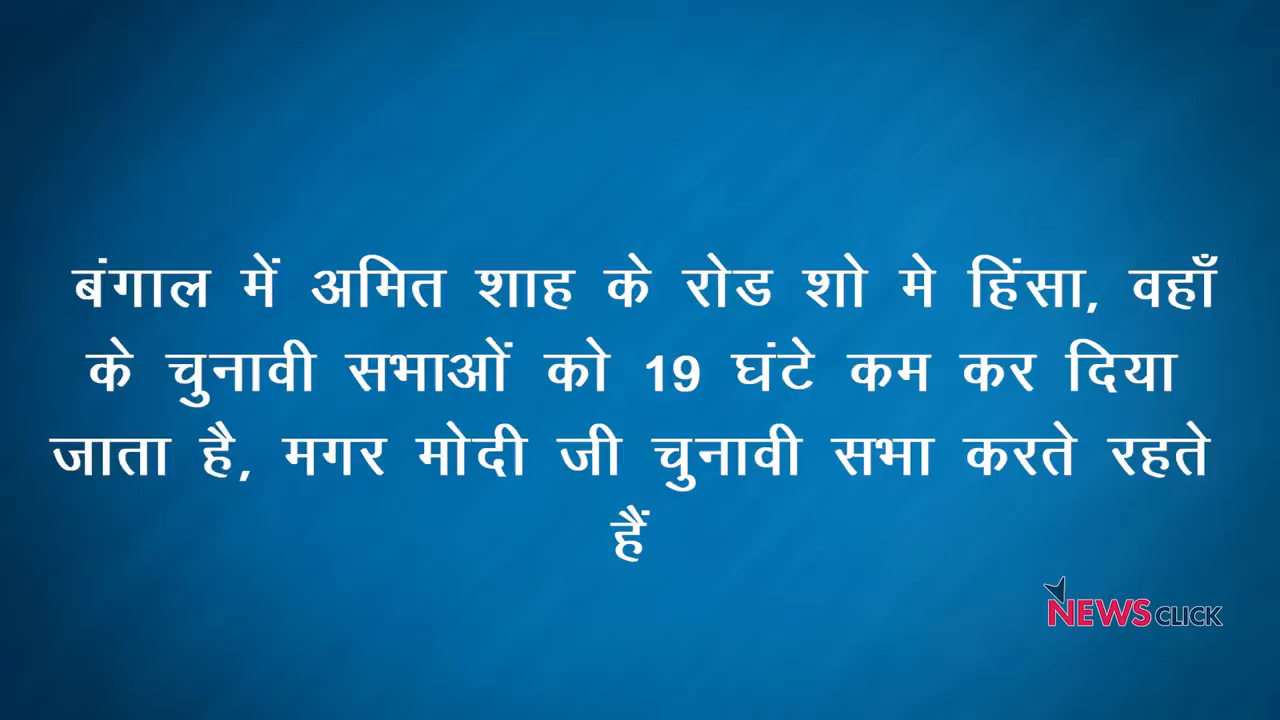 बंगाल में अमित शाह के रोड शो मे हिंसा, वहाँ
के चुनावी सभाओं को 19 घंटे कम कर दिया
जाता है, मगर मोदी जी चुनावी सभा करते रहते
हैं
NEWSCLICK